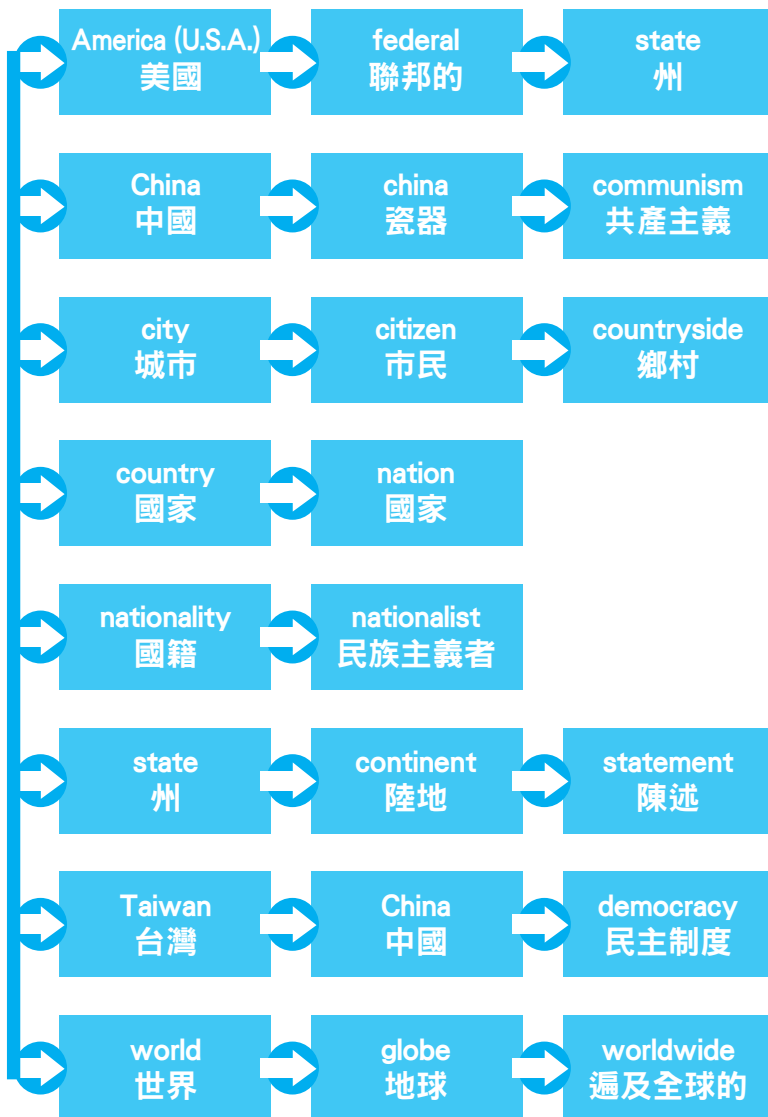 America (U.S.A.)
美國
federal
聯邦的
state
州
China
中國
china
瓷器
communism
共產主義
city
城市
citizen
市民
countryside
鄉村
country
國家
nation
國家
nationality
國籍
nationalist
民族主義者
state
州
continent
陸地
statement
陳述
Taiwan
台灣
China
中國
democracy
民主制度
world
世界
globe
地球
worldwide
遍及全球的